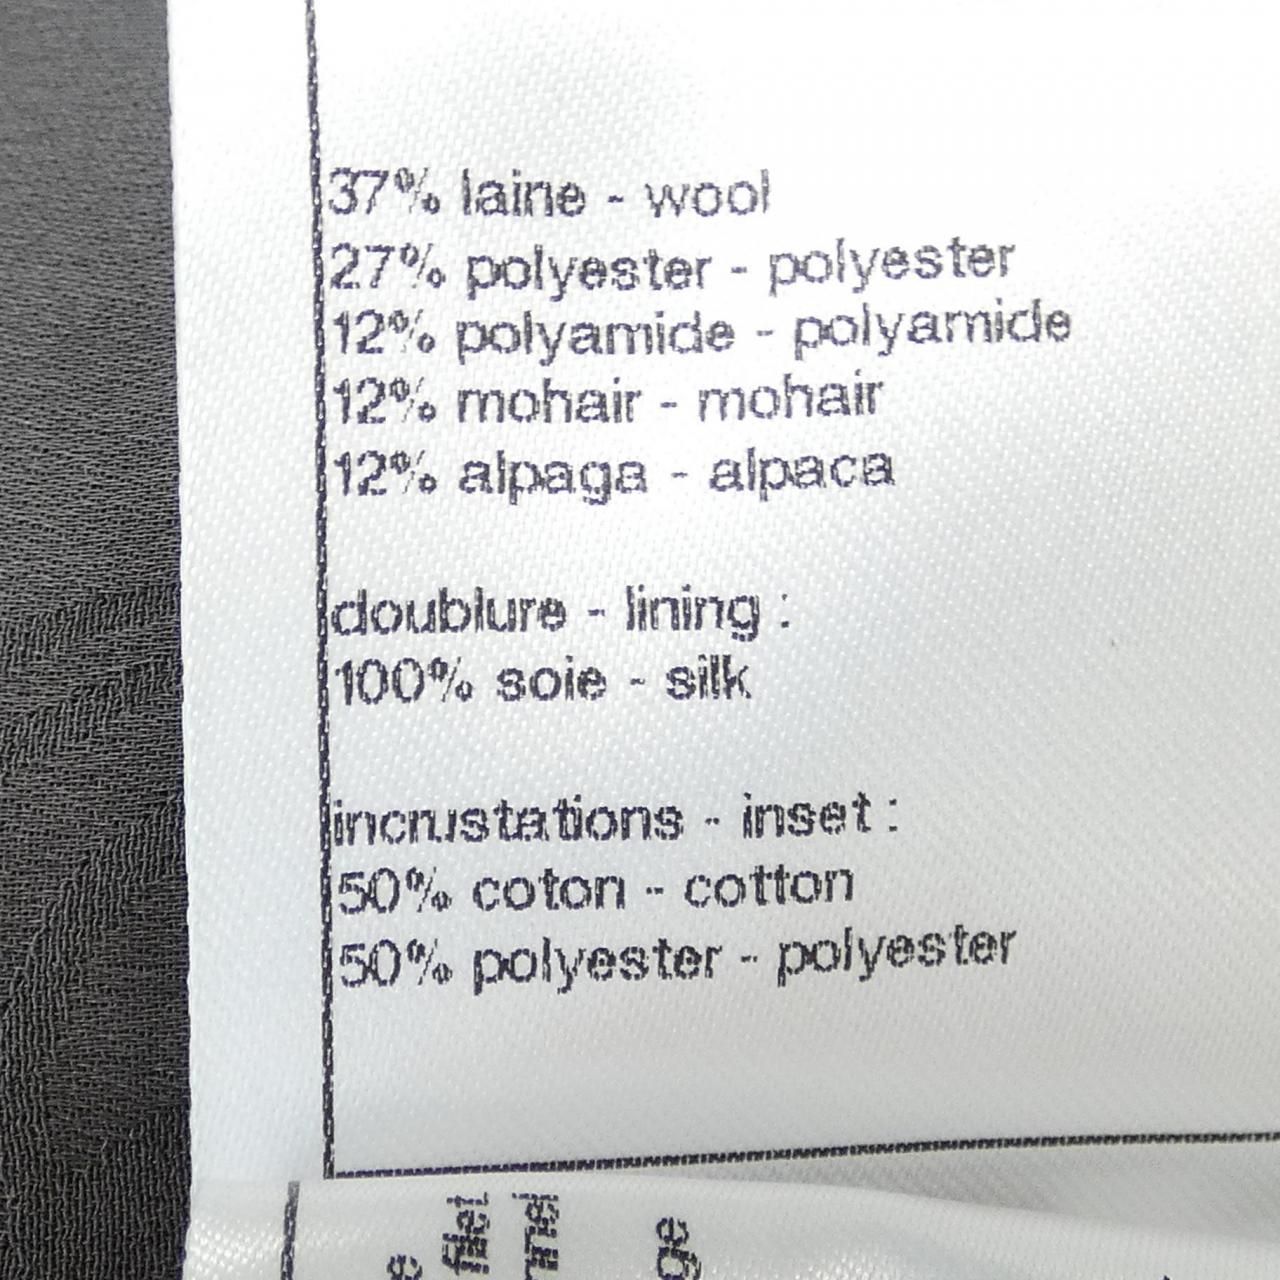 37% laine - wool
27% polyester - polyester
12% polyamide - polyamide
12% mohair - mohair
12% alpaga - alpaca
doublure - lining :
100% soie - silk
incrustations - inset :
50% coton - cotton
50% polyester - polyester